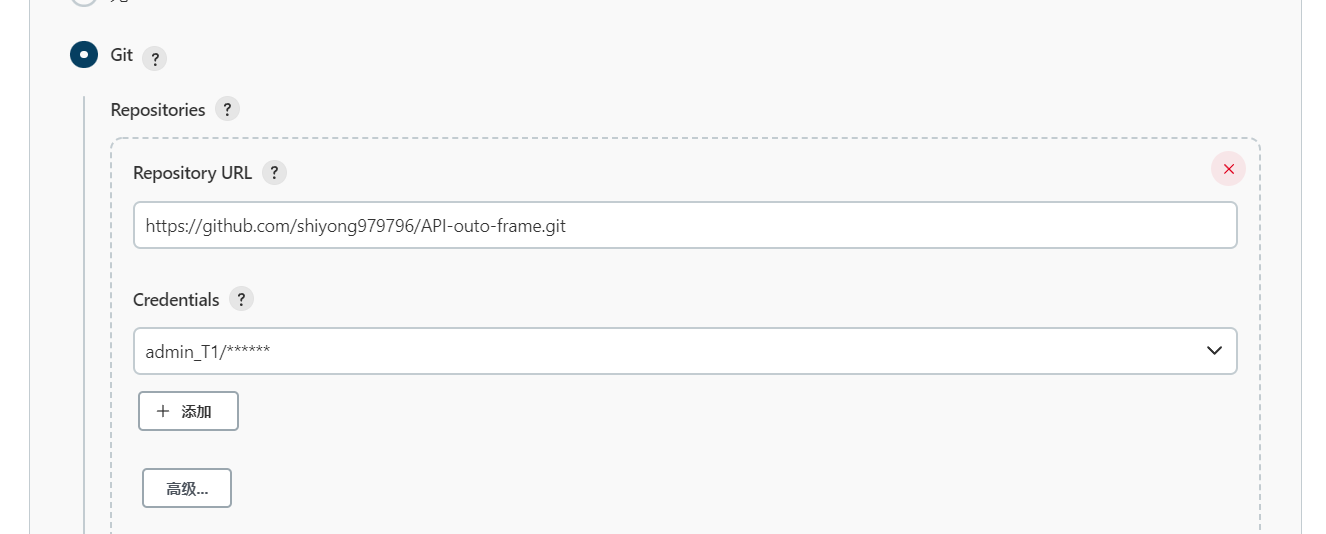 Git ?
Repositories ?
Repository URL ?
https://github.com/shiyong979796/API-outo-frame.git
Credentials ?
admin_T1/******
+ 添加
高级...